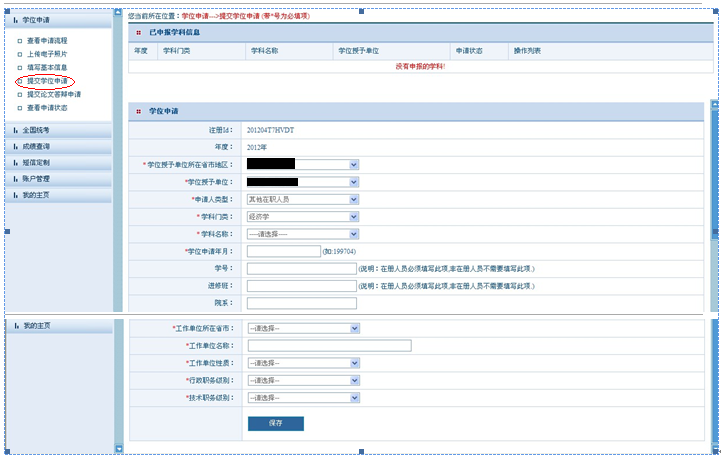 学位申请
查看申请流程
上传电子照片
填写基本信息
提交学位申请
提交论文答辩申请
查看申请状态
全国统考
成绩查询
短信定制
账户管理
我的主页
您当前所在位置：学位申请--->提交学位申请 (带*号为必填项)
已申报学科信息
年度 学科门类 学科名称 学位授予单位 申请状态 操作列表
没有申报的学科!
学位申请
注册Id： 201204T7HVDT
年度： 2012年
*学位授予单位所在省市地区：
*学位授予单位：
*申请人类型： 其他在职人员
*学科门类： 经济学
*学科名称： ----请选择----
*学位申请年月： (如:199704)
学号： (说明：在册人员必须填写此项,非在册人员不需要填写此项.)
进修班： (说明：在册人员必须填写此项,非在册人员不需要填写此项.)
院系：
我的主页
*工作单位所在省市： --请选择--
*工作单位名称：
*工作单位性质： --请选择--
*行政职务级别： --请选择--
*技术职务级别： --请选择--
保存